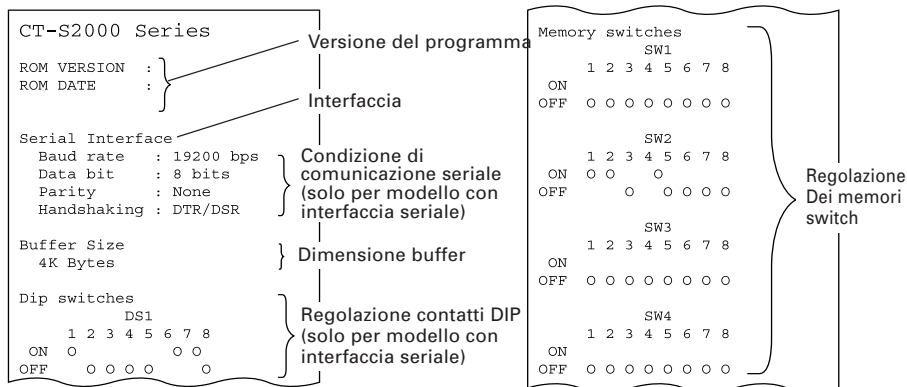 CT-S2000 Series
ROM VERSION :
ROM DATE :
Versione del programma
Interfaccia
Serial Interface
Baud rate : 19200 bps
Data bit : 8 bits
Parity : None
Handshaking : DTR/DSR
Condizione di
comunicazione seriale
(solo per modello con
interfaccia seriale)
Buffer Size
4K Bytes
Dimensione buffer
Dip switches
DS1
1 2 3 4 5 6 7 8
ON O O O
OFF O O O O O
Regolazione contatti DIP
(solo per modello con
interfaccia seriale)
Memory switches
SW1
1 2 3 4 5 6 7 8
ON
OFF O O O O O O O O
SW2
1 2 3 4 5 6 7 8
ON O O O
OFF O O O O O
SW3
1 2 3 4 5 6 7 8
ON
OFF O O O O O O O O
SW4
1 2 3 4 5 6 7 8
ON
OFF O O O O O O O O
Regolazione
Dei memori
switch